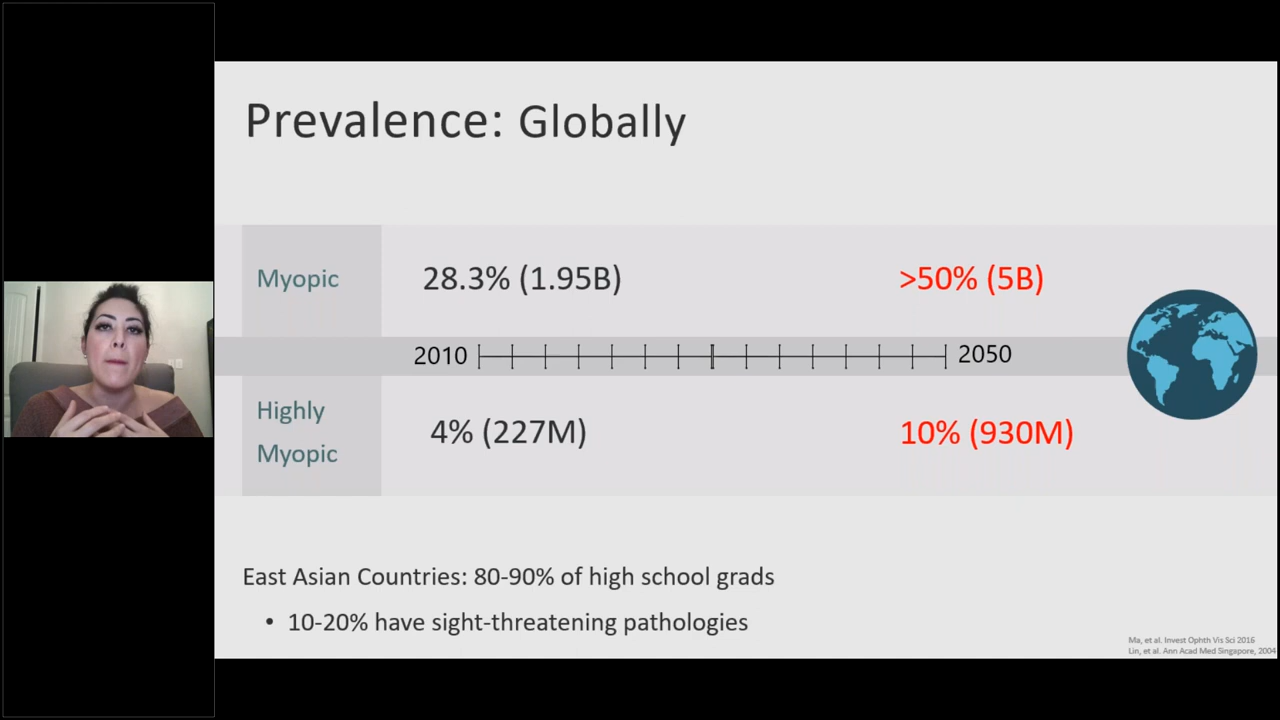 Prevalence: Globally
Myopic
28.3% (1.95B)
>50% (5B)
2010
2050
Highly
Myopic
4% (227M)
10% (930M)
East Asian Countries: 80-90% of high school grads
• 10-20% have sight-threatening pathologies
Ma, et al. Invest Ophth Vis Sci 2016
Lin, et al. Ann Acad Med Singapore, 2004